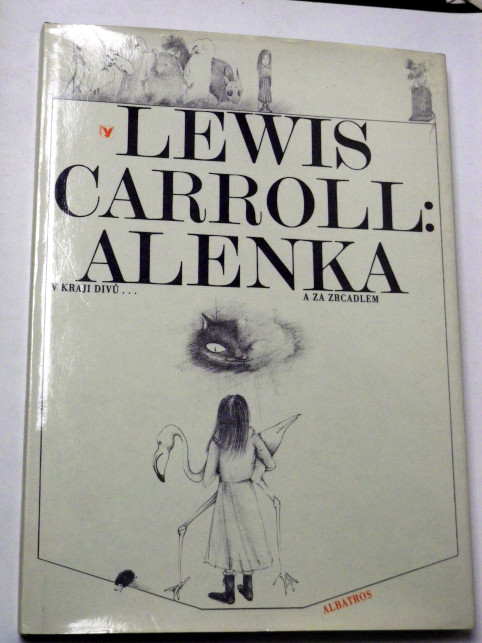 LEWIS
CARROLL:
ALENKA
V KRAJI DIVŮ... A ZA ZRCADLEM
ALBATROS